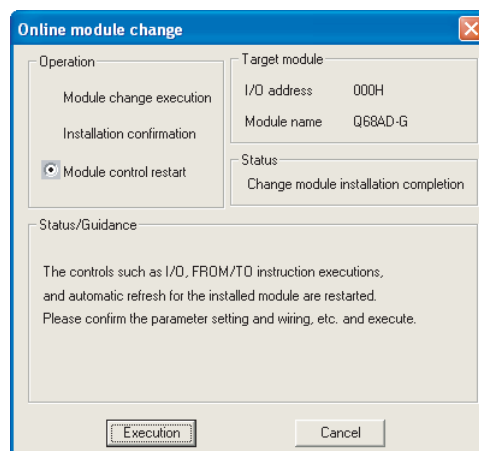 Online module change
Operation
Module change execution
Installation confirmation
Module control restart
Target module
I/O address 000H
Module name Q68AD-G
Status
Change module installation completion
Status/Guidance
The controls such as I/O, FROM/TO instruction executions,
and automatic refresh for the installed module are restarted.
Please confirm the parameter setting and wiring, etc. and execute.
Execution
Cancel